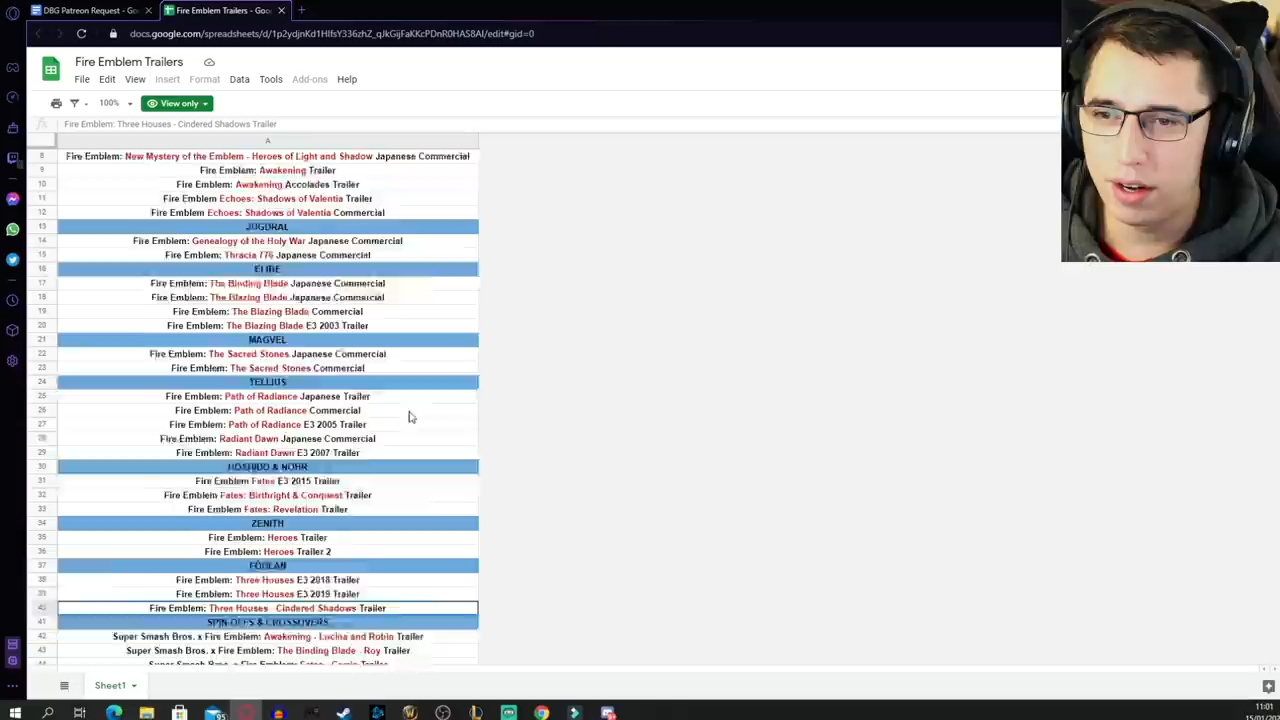 DBG Patreon Request - Go
Fire Emblem Trailers - Goo
docs.google.com/spreadsheets/d/1p2ydjnKd1HlfsY336zhZ_qJkGijFaKKcPDnR0HAS8AI/edit#gid=0
Fire Emblem Trailers
File Edit View Insert Format Data Tools Add-ons Help
100% View only
fx Fire Emblem: Three Houses - Cindered Shadows Trailer
A
8 Fire Emblem: New Mystery of the Emblem - Heroes of Light and Shadow Japanese Commercial
9 Fire Emblem: Awakening Trailer
10 Fire Emblem: Awakening Accolades Trailer
11 Fire Emblem Echoes: Shadows of Valentia Trailer
12 Fire Emblem Echoes: Shadows of Valentia Commercial
13 JUGDRAL
14 Fire Emblem: Genealogy of the Holy War Japanese Commercial
15 Fire Emblem: Thracia 776 Japanese Commercial
16 ELIBE
17 Fire Emblem: The Binding Blade Japanese Commercial
18 Fire Emblem: The Blazing Blade Japanese Commercial
19 Fire Emblem: The Blazing Blade Commercial
20 Fire Emblem: The Blazing Blade E3 2003 Trailer
21 MAGVEL
22 Fire Emblem: The Sacred Stones Japanese Commercial
23 Fire Emblem: The Sacred Stones Commercial
24 TELLIUS
25 Fire Emblem: Path of Radiance Japanese Trailer
26 Fire Emblem: Path of Radiance Commercial
27 Fire Emblem: Path of Radiance E3 2005 Trailer
28 Fire Emblem: Radiant Dawn Japanese Commercial
29 Fire Emblem: Radiant Dawn E3 2007 Trailer
30 HOSHIDO & NOHR
31 Fire Emblem Fates E3 2015 Trailer
32 Fire Emblem Fates: Birthright & Conquest Trailer
33 Fire Emblem Fates: Revelation Trailer
34 ZENITH
35 Fire Emblem: Heroes Trailer
36 Fire Emblem: Heroes Trailer 2
37 FÓDLAN
38 Fire Emblem: Three Houses E3 2018 Trailer
39 Fire Emblem: Three Houses E3 2019 Trailer
40 Fire Emblem: Three Houses - Cindered Shadows Trailer
41 SPIN-OFFS & CROSSOVERS
42 Super Smash Bros. x Fire Emblem: Awakening - Lucina and Robin Trailer
43 Super Smash Bros. x Fire Emblem: The Binding Blade - Roy Trailer
44 Super Smash Bros. x Fire Emblem: Fates - Corrin Trailer
Sheet1
11:01